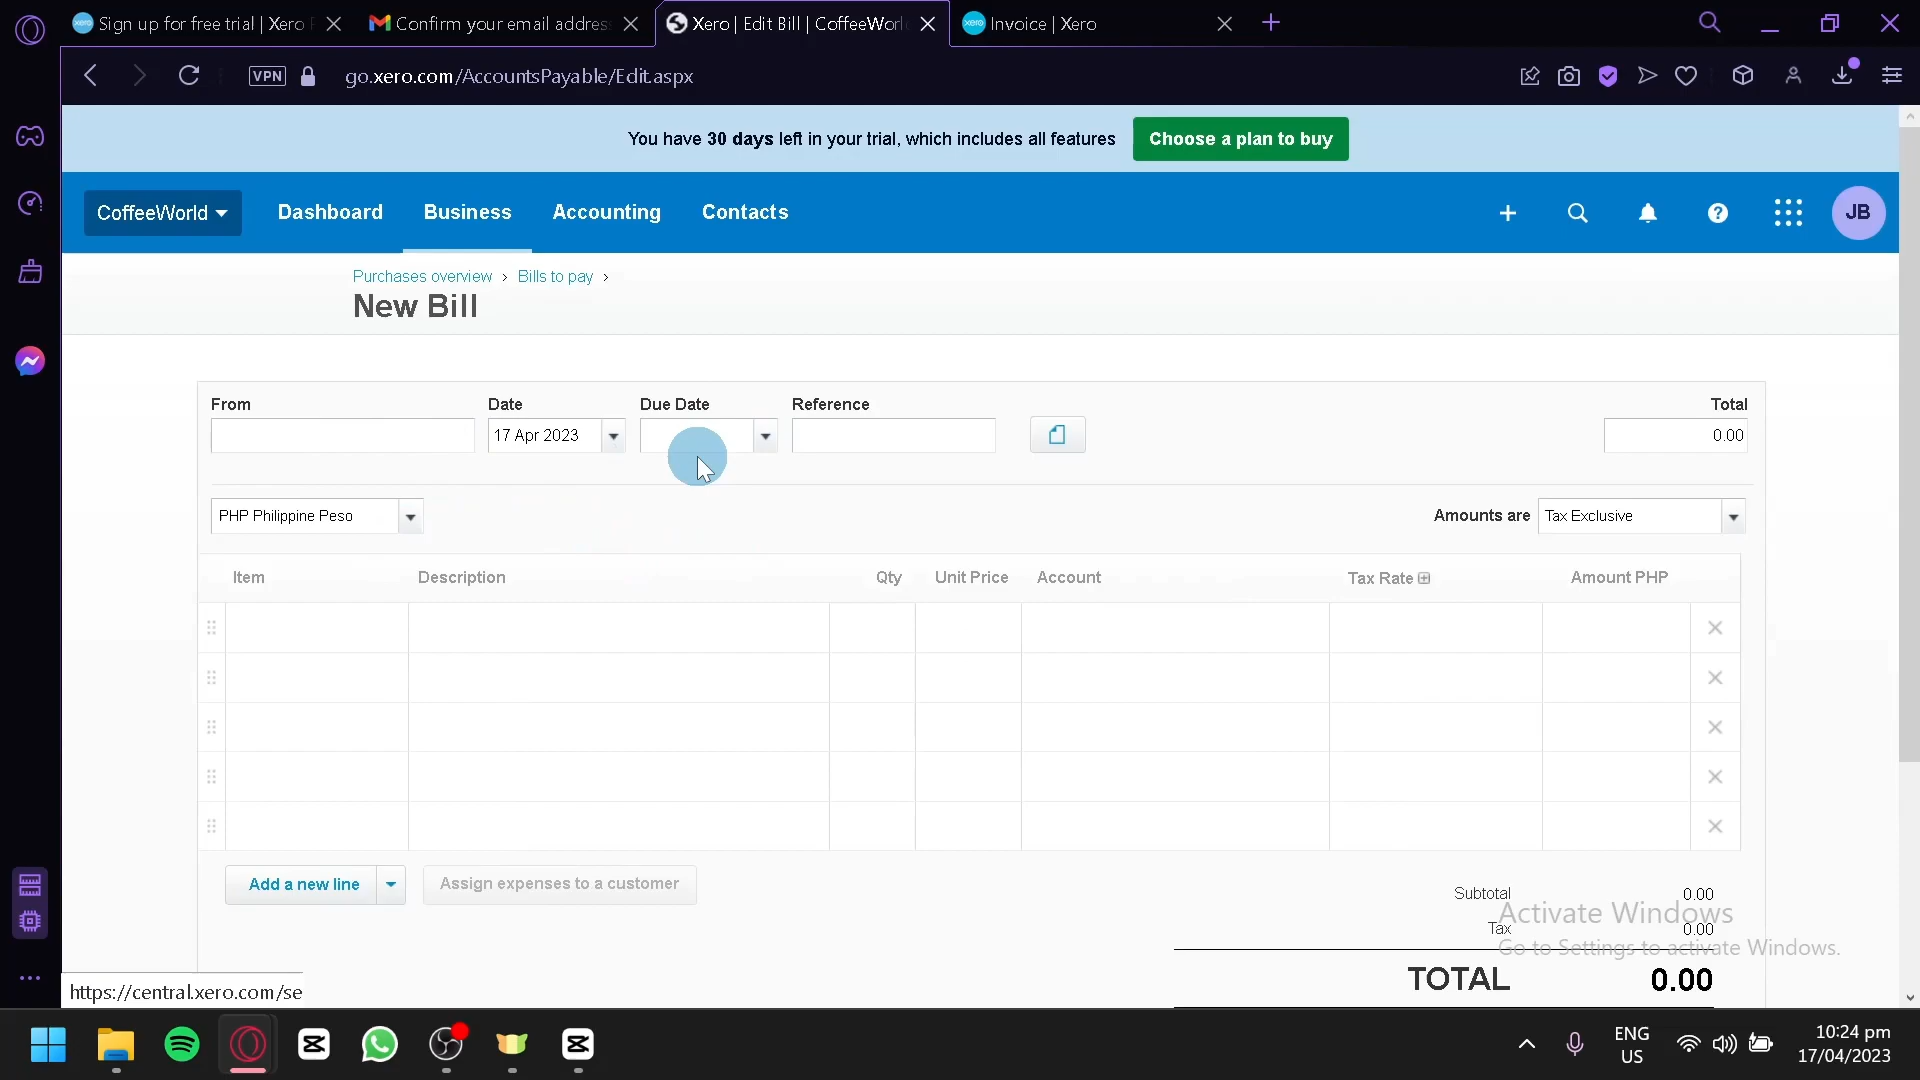 Sign up for free trial | Xero
Confirm your email addres
Xero | Edit Bill | CoffeeWorl
Invoice | Xero
VPN
go.xero.com/AccountsPayable/Edit.aspx
You have 30 days left in your trial, which includes all features
Choose a plan to buy
CoffeeWorld
Dashboard
Business
Accounting
Contacts
JB
Purchases overview › Bills to pay ›
New Bill
From
Date
Due Date
Reference
Total
17 Apr 2023
0.00
PHP Philippine Peso
Amounts are
Tax Exclusive
Item
Description
Qty
Unit Price
Account
Tax Rate
Amount PHP
Add a new line
Assign expenses to a customer
Subtotal 0.00
Tax 0.00
TOTAL 0.00
Activate Windows
Go to Settings to activate Windows.
https://central.xero.com/se
ENG
US
10:24 pm
17/04/2023